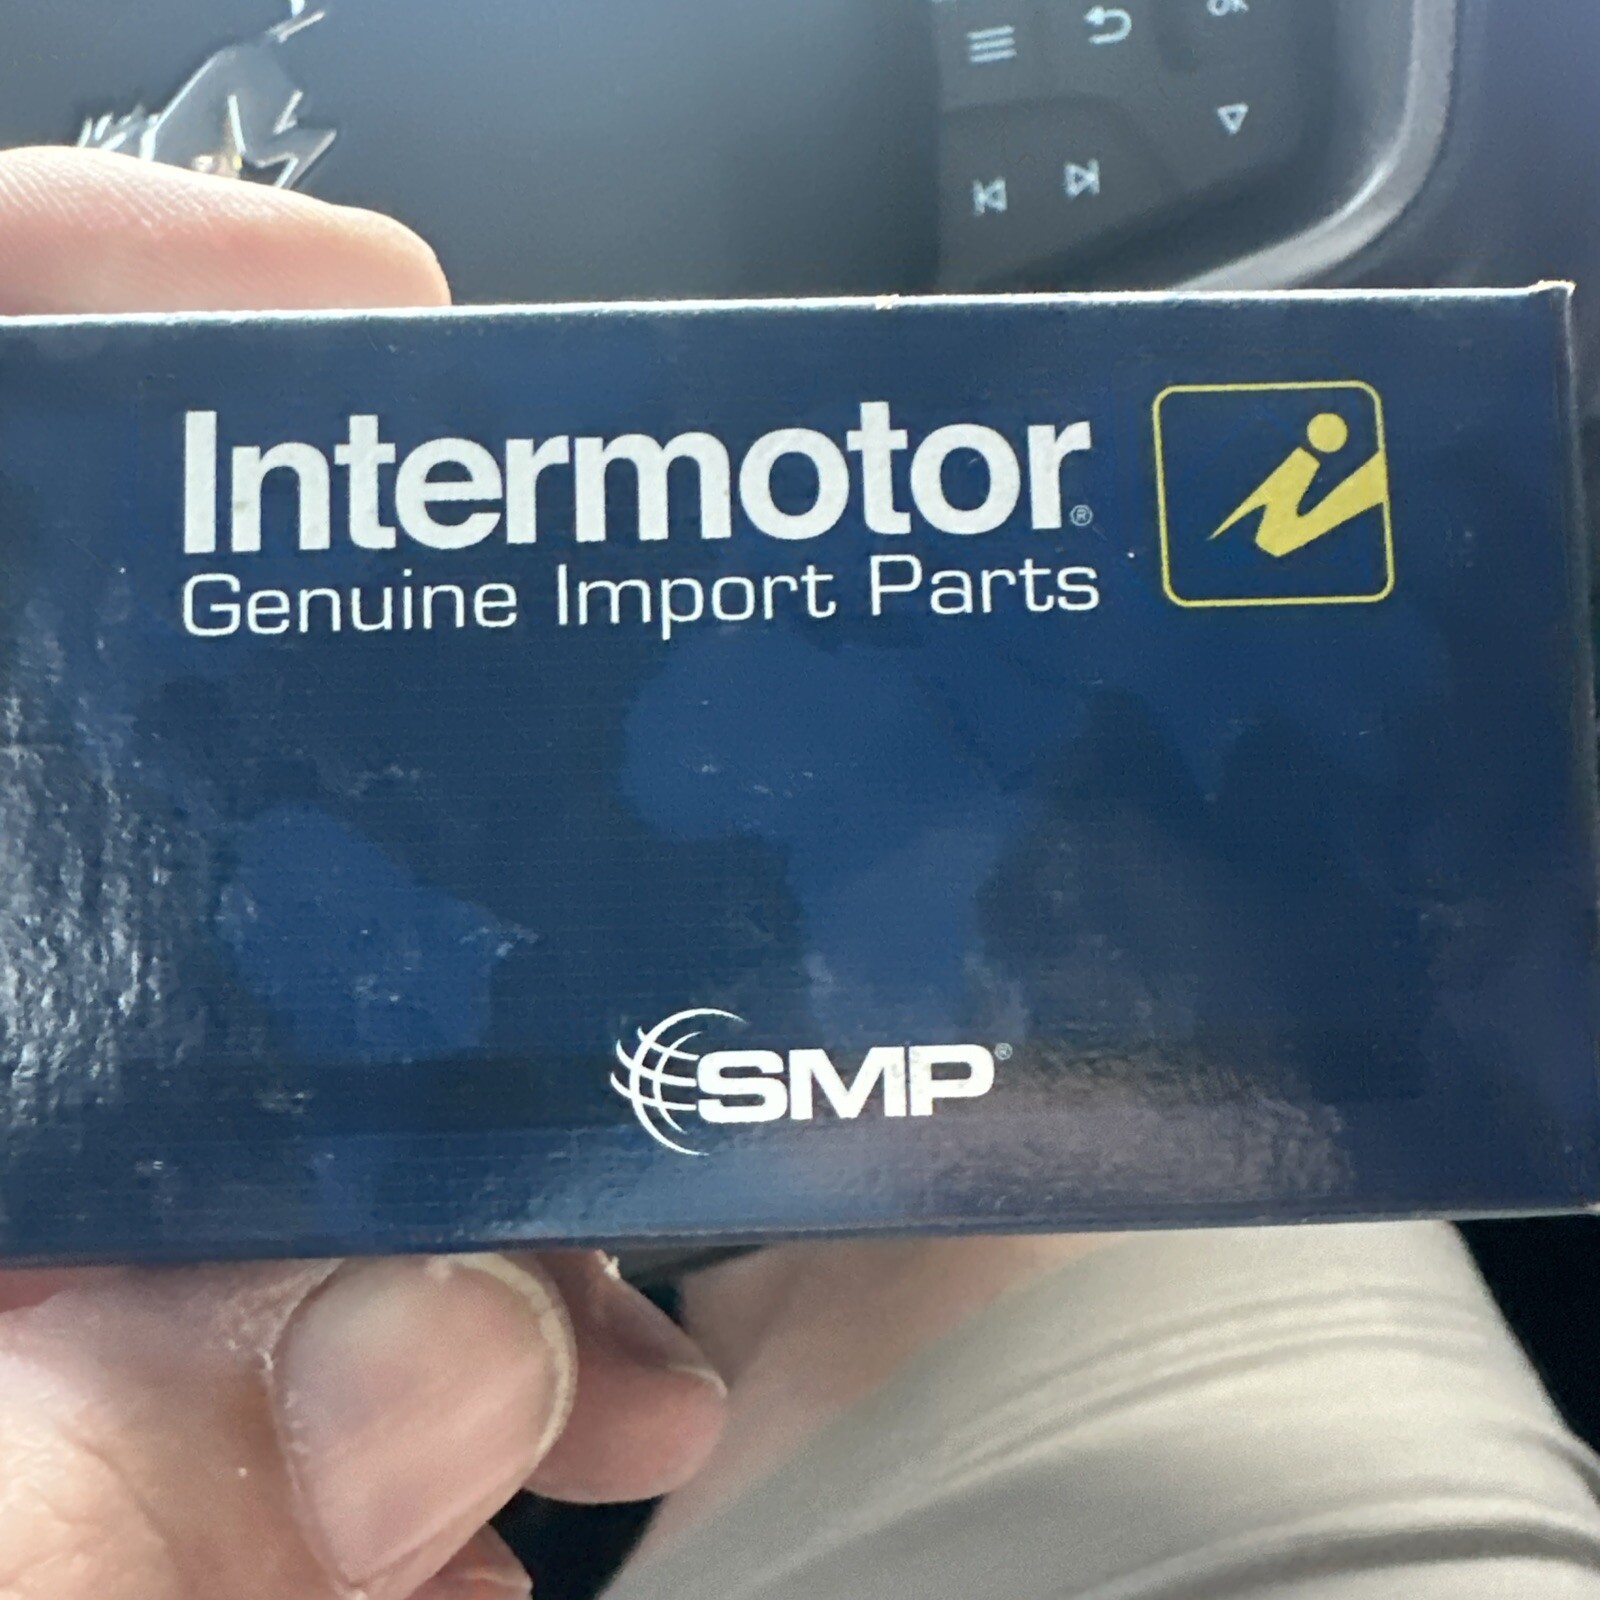 Intermotor®
Genuine Import Parts
SMP®